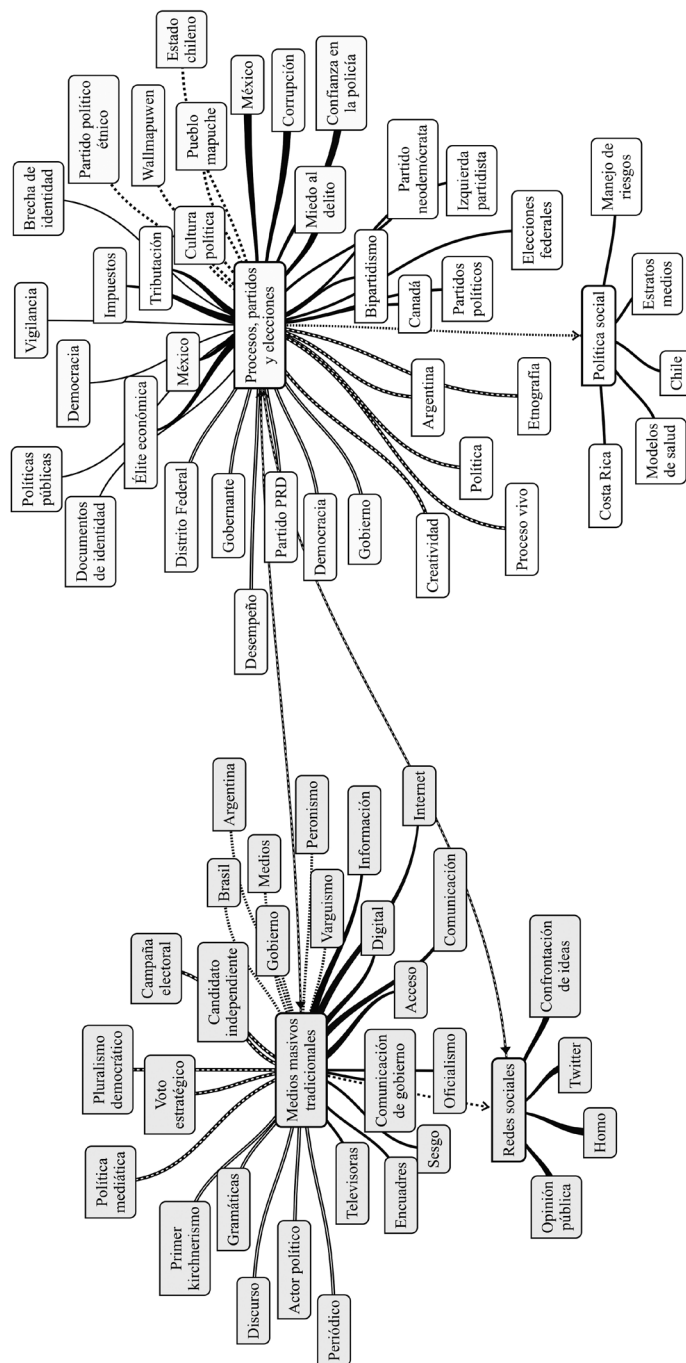 Política
mediática
Pluralismo
democrático
Campaña
electoral
Voto
estratégico
Candidato
independiente
Primer
kirchnerismo
Gramáticas
Discurso
Actor político
Periódico
Medios masivos
tradicionales
Brasil
Argentina
Gobierno
Medios
Peronismo
Varguismo
Información
Digital
Internet
Acceso
Comunicación
Televisoras
Encuadres
Sesgo
Comunicación
de gobierno
Oficialismo
Redes sociales
Opinión
pública
Homo
Twitter
Confrontación
de ideas
Políticas
públicas
Documentos
de identidad
Democracia
Vigilancia
Brecha de
identidad
Partido político
étnico
Wallmapuwen
Estado
chileno
Pueblo
mapuche
Cultura
política
Impuestos
Tributación
Élite económica
México
Distrito Federal
Gobernante
Desempeño
Partido PRD
Democracia
Gobierno
Procesos, partidos
y elecciones
México
Corrupción
Confianza en
la policía
Miedo al
delito
Partido
neodemócrata
Izquierda
partidista
Bipartidismo
Canadá
Partidos
políticos
Elecciones
federales
Argentina
Etnografía
Política
Creatividad
Proceso vivo
Política social
Costa Rica
Modelos
de salud
Chile
Estratos
medios
Manejo de
riesgos